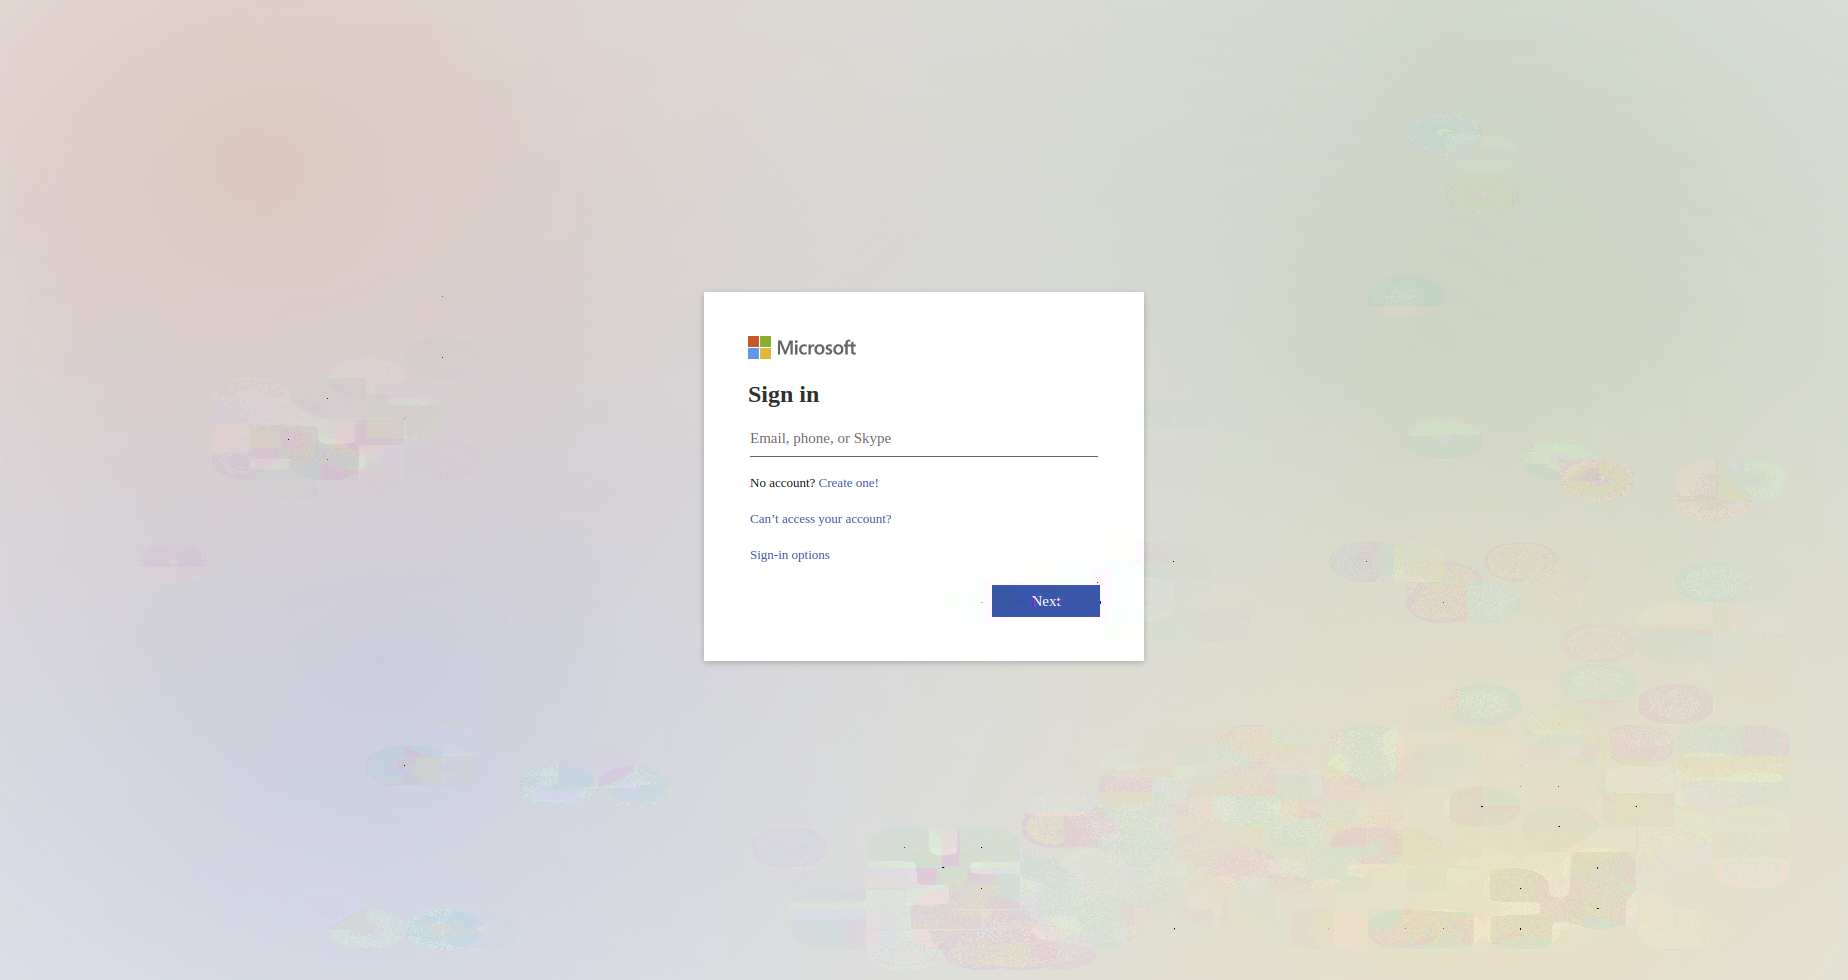 Microsoft
Sign in
Email, phone, or Skype
No account? Create one!
Can’t access your account?
Sign-in options
Next